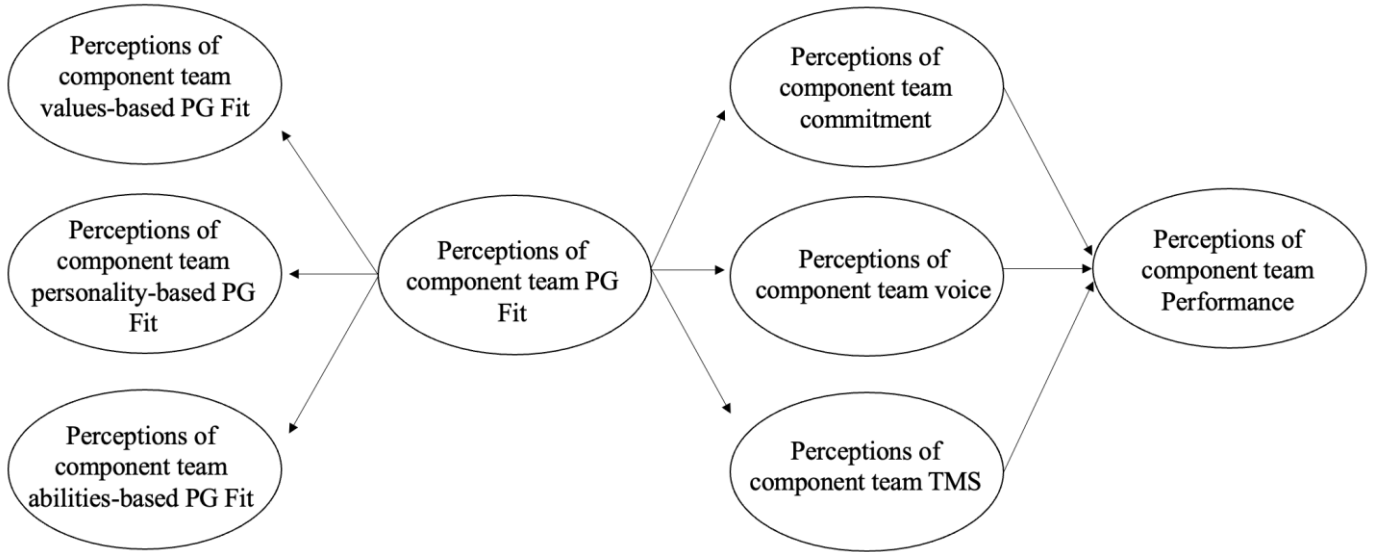 Perceptions of
component team
values-based PG Fit
Perceptions of
component team
personality-based PG
Fit
Perceptions of
component team
abilities-based PG Fit
Perceptions of
component team PG
Fit
Perceptions of
component team
commitment
Perceptions of
component team voice
Perceptions of
component team TMS
Perceptions of
component team
Performance